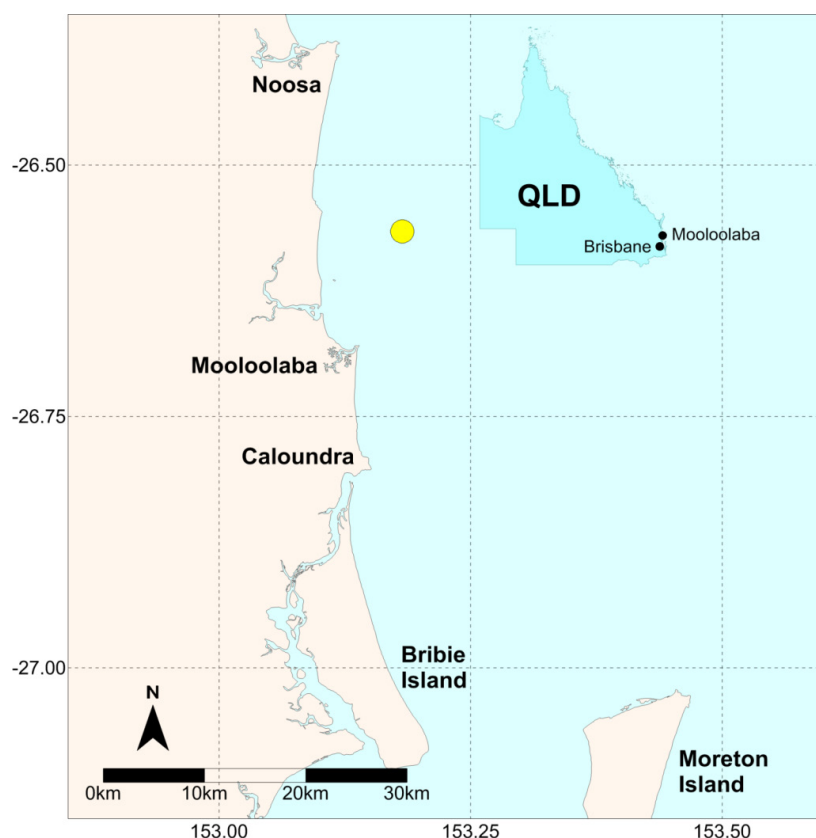 Noosa
-26.50
QLD
Mooloolaba
Brisbane
Mooloolaba
-26.75
Caloundra
-27.00
Bribie
Island
N
Moreton
Island
0km 10km 20km 30km
153.00 153.25 153.50